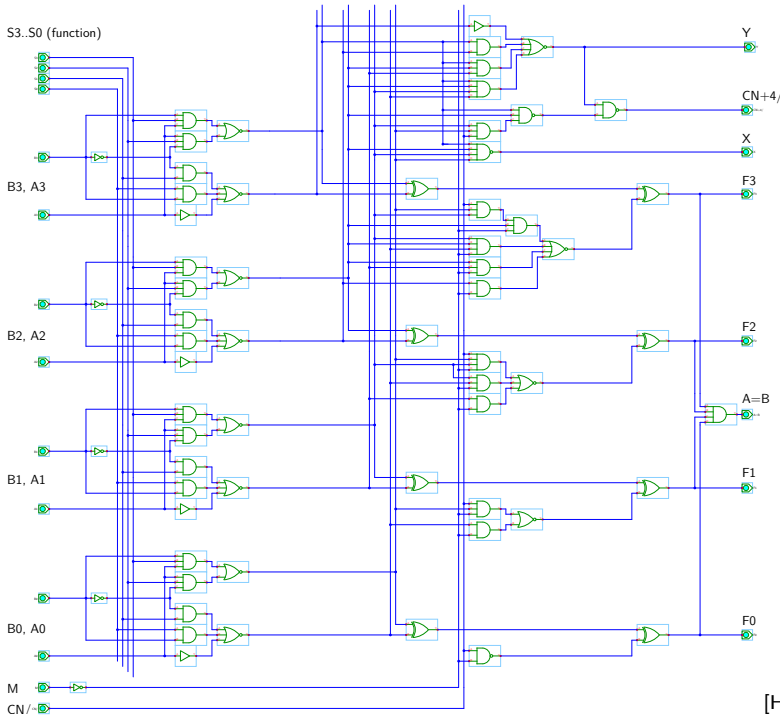 S3..S0 (function)
Y
CN+4/
X
B3, A3
F3
B2, A2
F2
A=B
B1, A1
F1
B0, A0
F0
M
CN/
[H